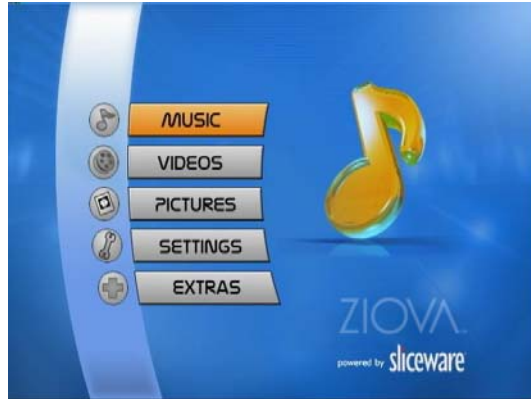 MUSIC
VIDEOS
PICTURES
SETTINGS
EXTRAS
ZIOVA
powered by sliceware